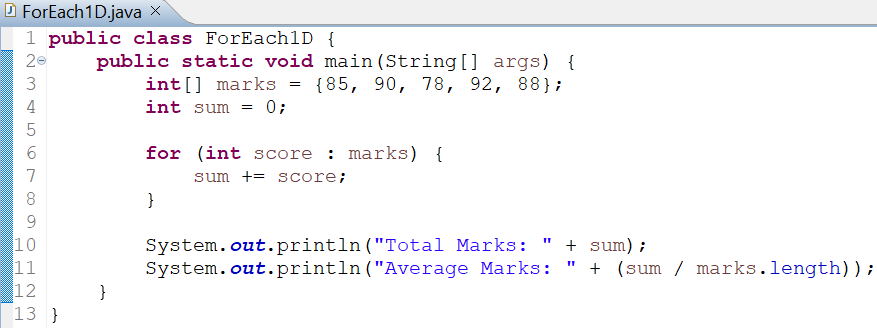 ForEach1D.java
1 public class ForEach1D {
2 public static void main(String[] args) {
3 int[] marks = {85, 90, 78, 92, 88};
4 int sum = 0;
5
6 for (int score : marks) {
7 sum += score;
8 }
9
10 System.out.println("Total Marks: " + sum);
11 System.out.println("Average Marks: " + (sum / marks.length));
12 }
13 }